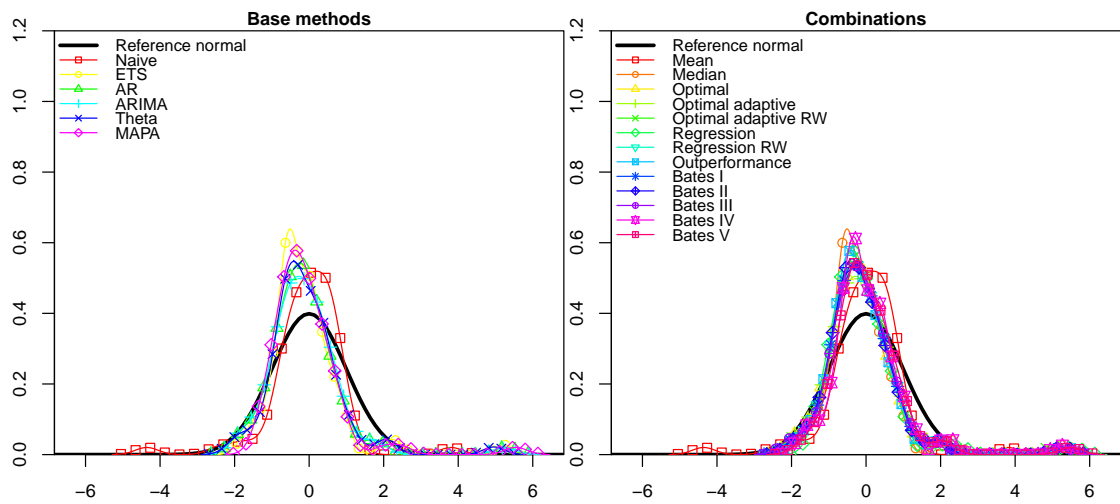 Base methods
Reference normal
Naive
ETS
AR
ARIMA
Theta
MAPA
0.0
0.2
0.4
0.6
0.8
1.0
1.2
−6 −4 −2 0 2 4 6
Combinations
Reference normal
Mean
Median
Optimal
Optimal adaptive
Optimal adaptive RW
Regression
Regression RW
Outperformance
Bates I
Bates II
Bates III
Bates IV
Bates V
0.0
0.2
0.4
0.6
0.8
1.0
1.2
−6 −4 −2 0 2 4 6